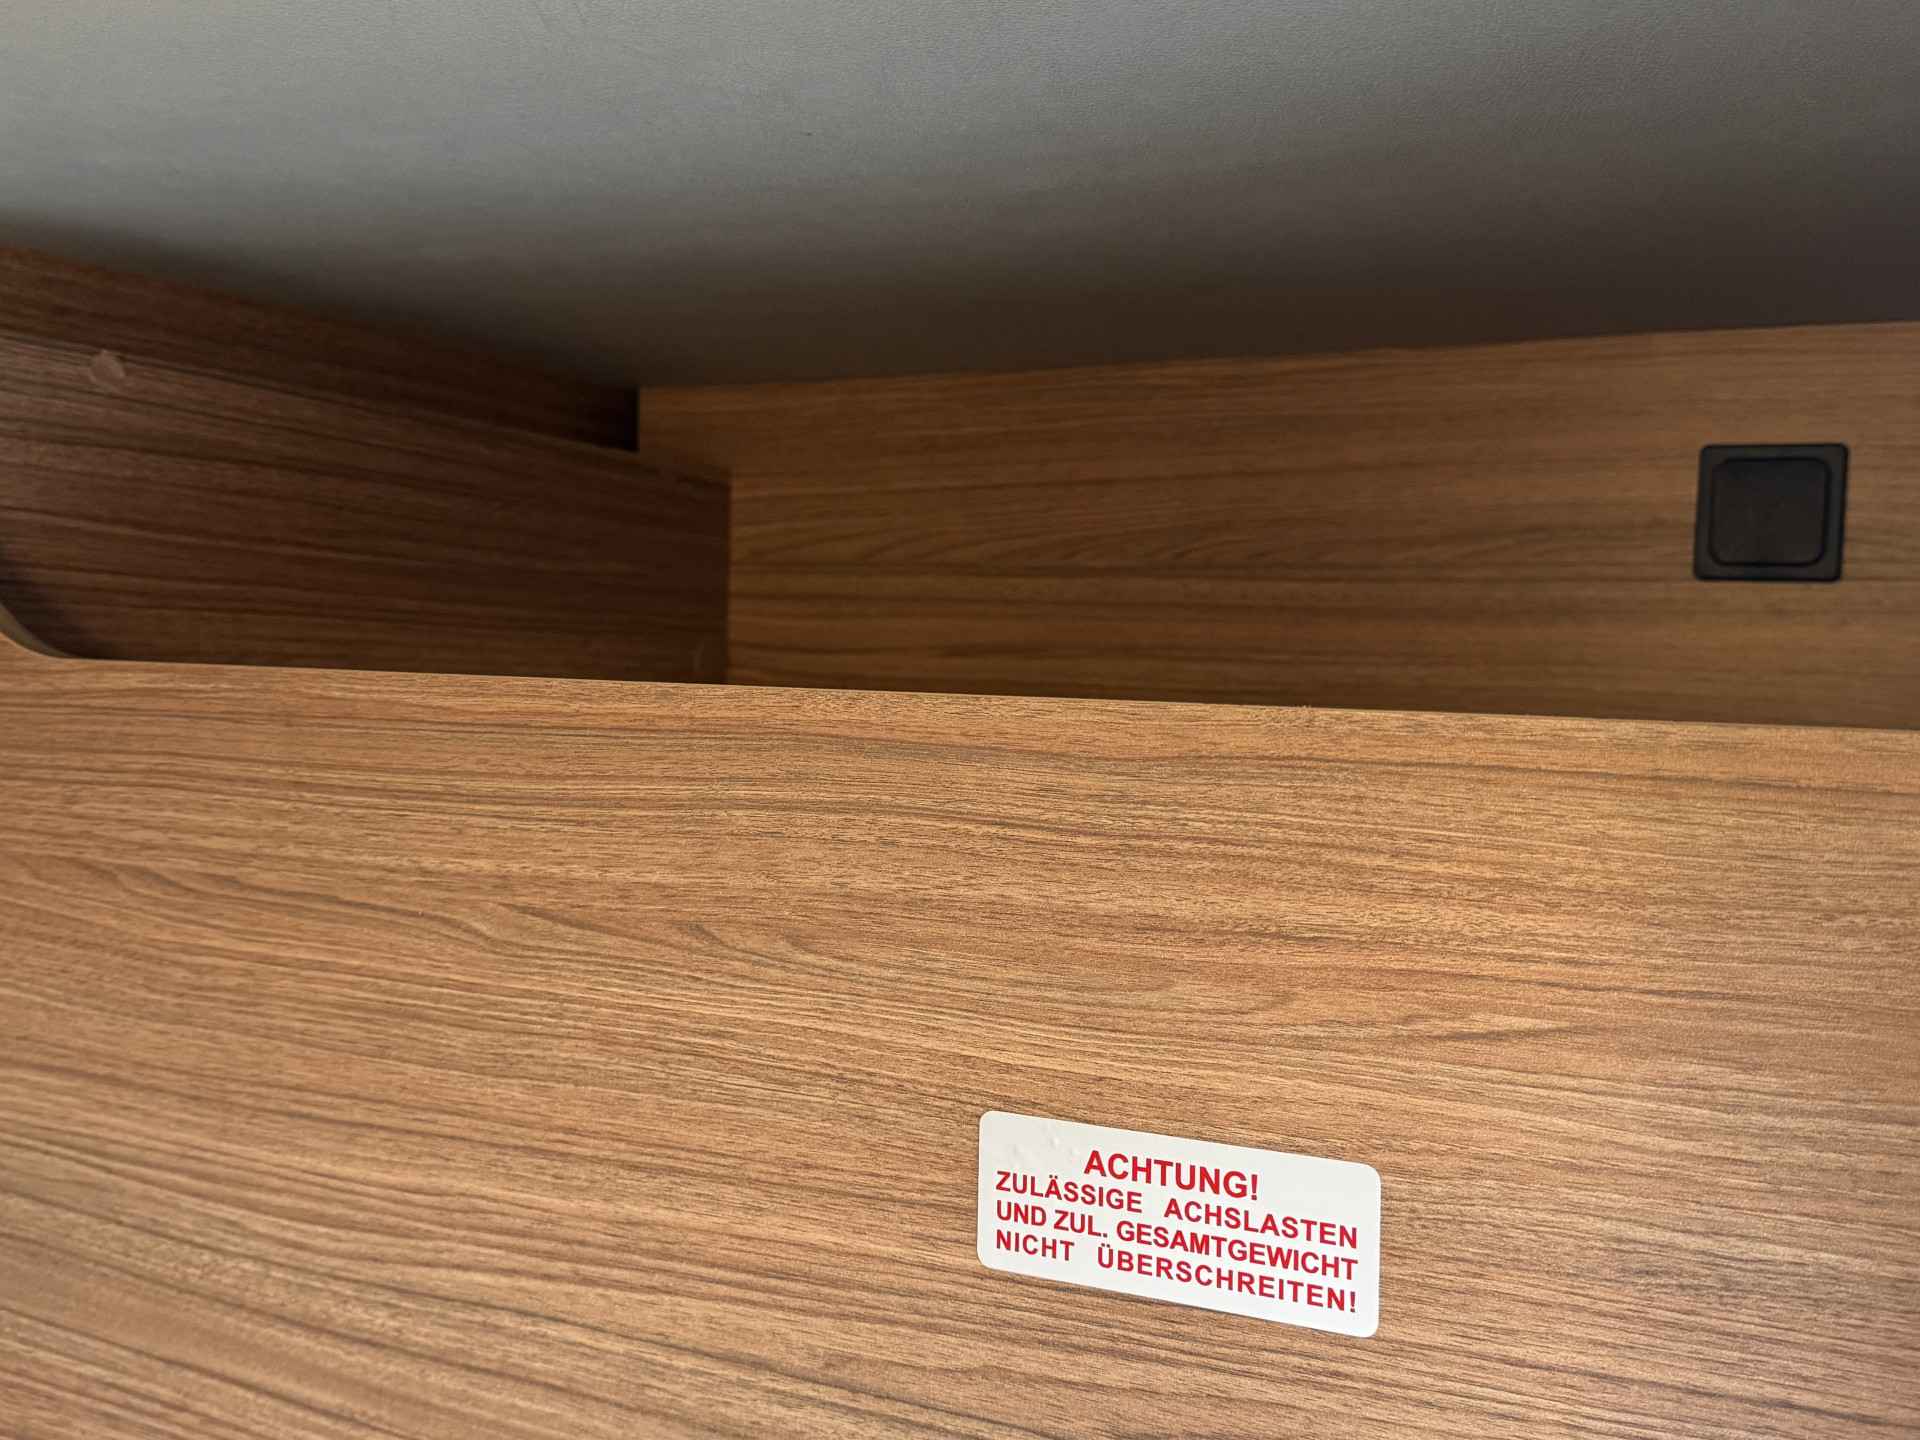 ACHTUNG!
ZULÄSSIGE ACHSLASTEN
UND ZUL. GESAMTGEWICHT
NICHT ÜBERSCHREITEN!